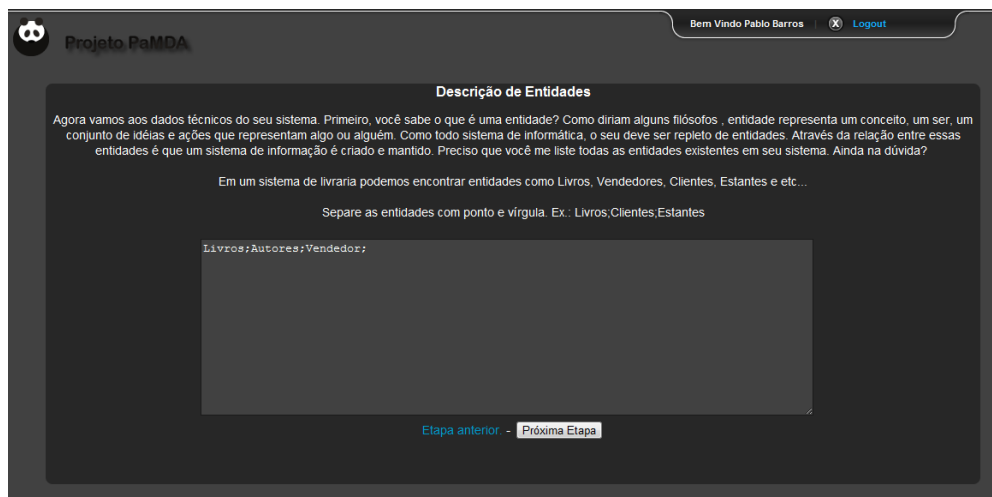 Bem Vindo Pablo Barros | X Logout
Projeto PaMDA
Descrição de Entidades
Agora vamos aos dados técnicos do seu sistema. Primeiro, você sabe o que é uma entidade? Como diriam alguns filósofos , entidade representa um conceito, um ser, um
conjunto de idéias e ações que representam algo ou alguém. Como todo sistema de informática, o seu deve ser repleto de entidades. Através da relação entre essas
entidades é que um sistema de informação é criado e mantido. Preciso que você me liste todas as entidades existentes em seu sistema. Ainda na dúvida?
Em um sistema de livraria podemos encontrar entidades como Livros, Vendedores, Clientes, Estantes e etc...
Separe as entidades com ponto e vírgula. Ex.: Livros;Clientes;Estantes
Livros;Autores;Vendedor;
Etapa anterior. - Próxima Etapa